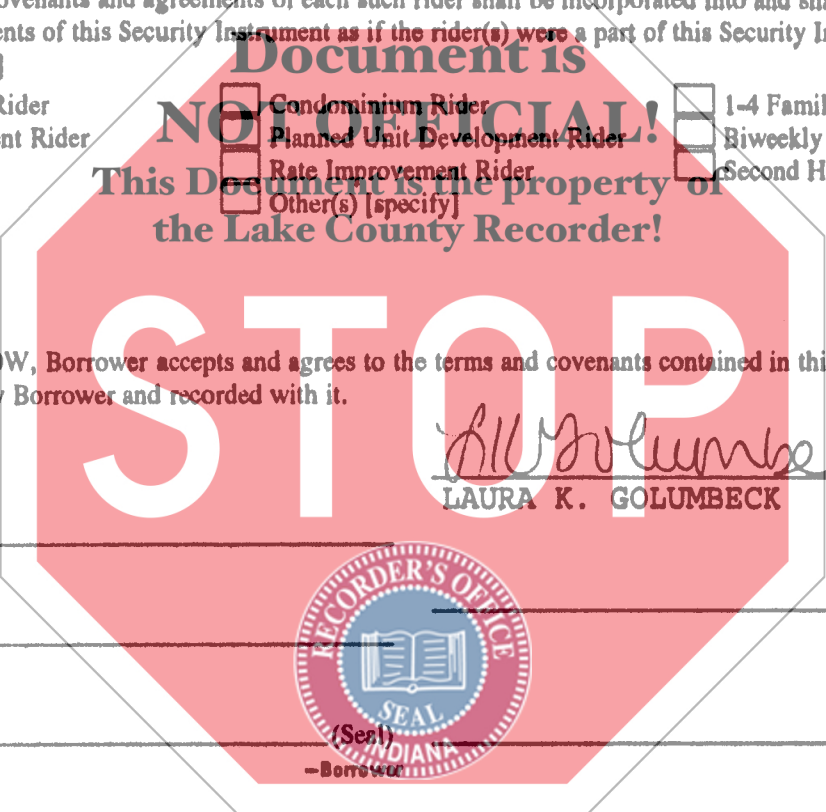 ovenants and agreements of each such rider shall be incorporated into and sha
ents of this Security Instrument as if the rider(s) were a part of this Security In
]
Document is
Rider
Condominium Rider
1-4 Famil
NOT OFFICIAL!
nt Rider
Planned Unit Development Rider
Biweekly
Rate Improvement Rider
Second H
This Document is the property of
Other(s) [specify]
the Lake County Recorder!
STOP
OW, Borrower accepts and agrees to the terms and covenants contained in thi
y Borrower and recorded with it.
LK Golumbe
LAURA K. GOLUMBECK
RECORDER'S OFFICE
SEAL
INDIANA
(Seal)
-Borrower